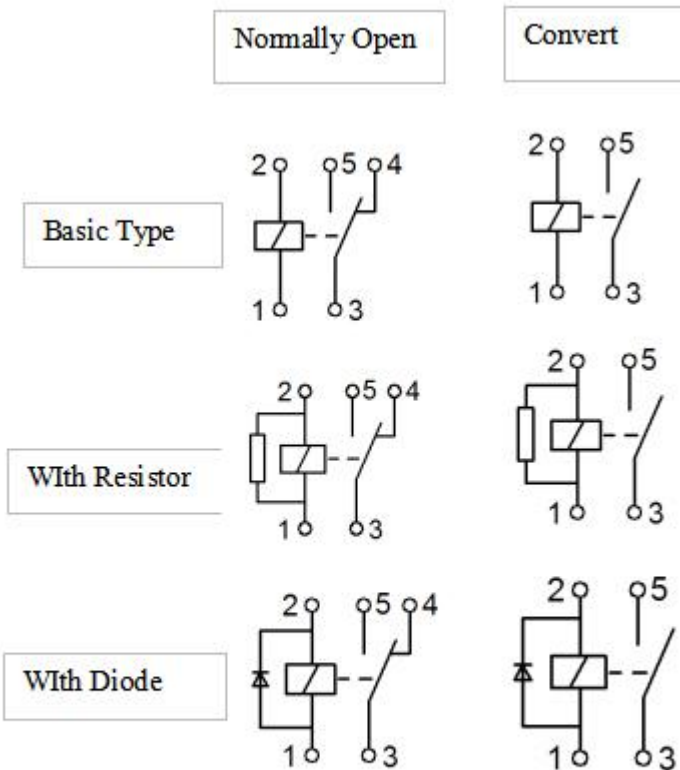 Normally Open
Convert
2 5 4
2 5
Basic Type
1 3
1 3
2 5 4
2 5
WIth Resistor
1 3
1 3
2 5 4
2 5
WIth Diode
1 3
1 3